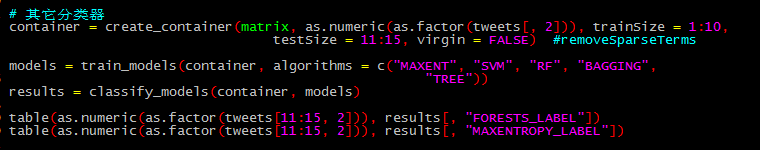 # 其它分类器
container = create_container(matrix, as.numeric(as.factor(tweets[, 2])), trainSize = 1:10,
testSize = 11:15, virgin = FALSE)  #removeSparseTerms
models = train_models(container, algorithms = c("MAXENT", "SVM", "RF", "BAGGING",
"TREE"))
results = classify_models(container, models)
table(as.numeric(as.factor(tweets[11:15, 2])), results[, "FORESTS_LABEL"])
table(as.numeric(as.factor(tweets[11:15, 2])), results[, "MAXENTROPY_LABEL"])